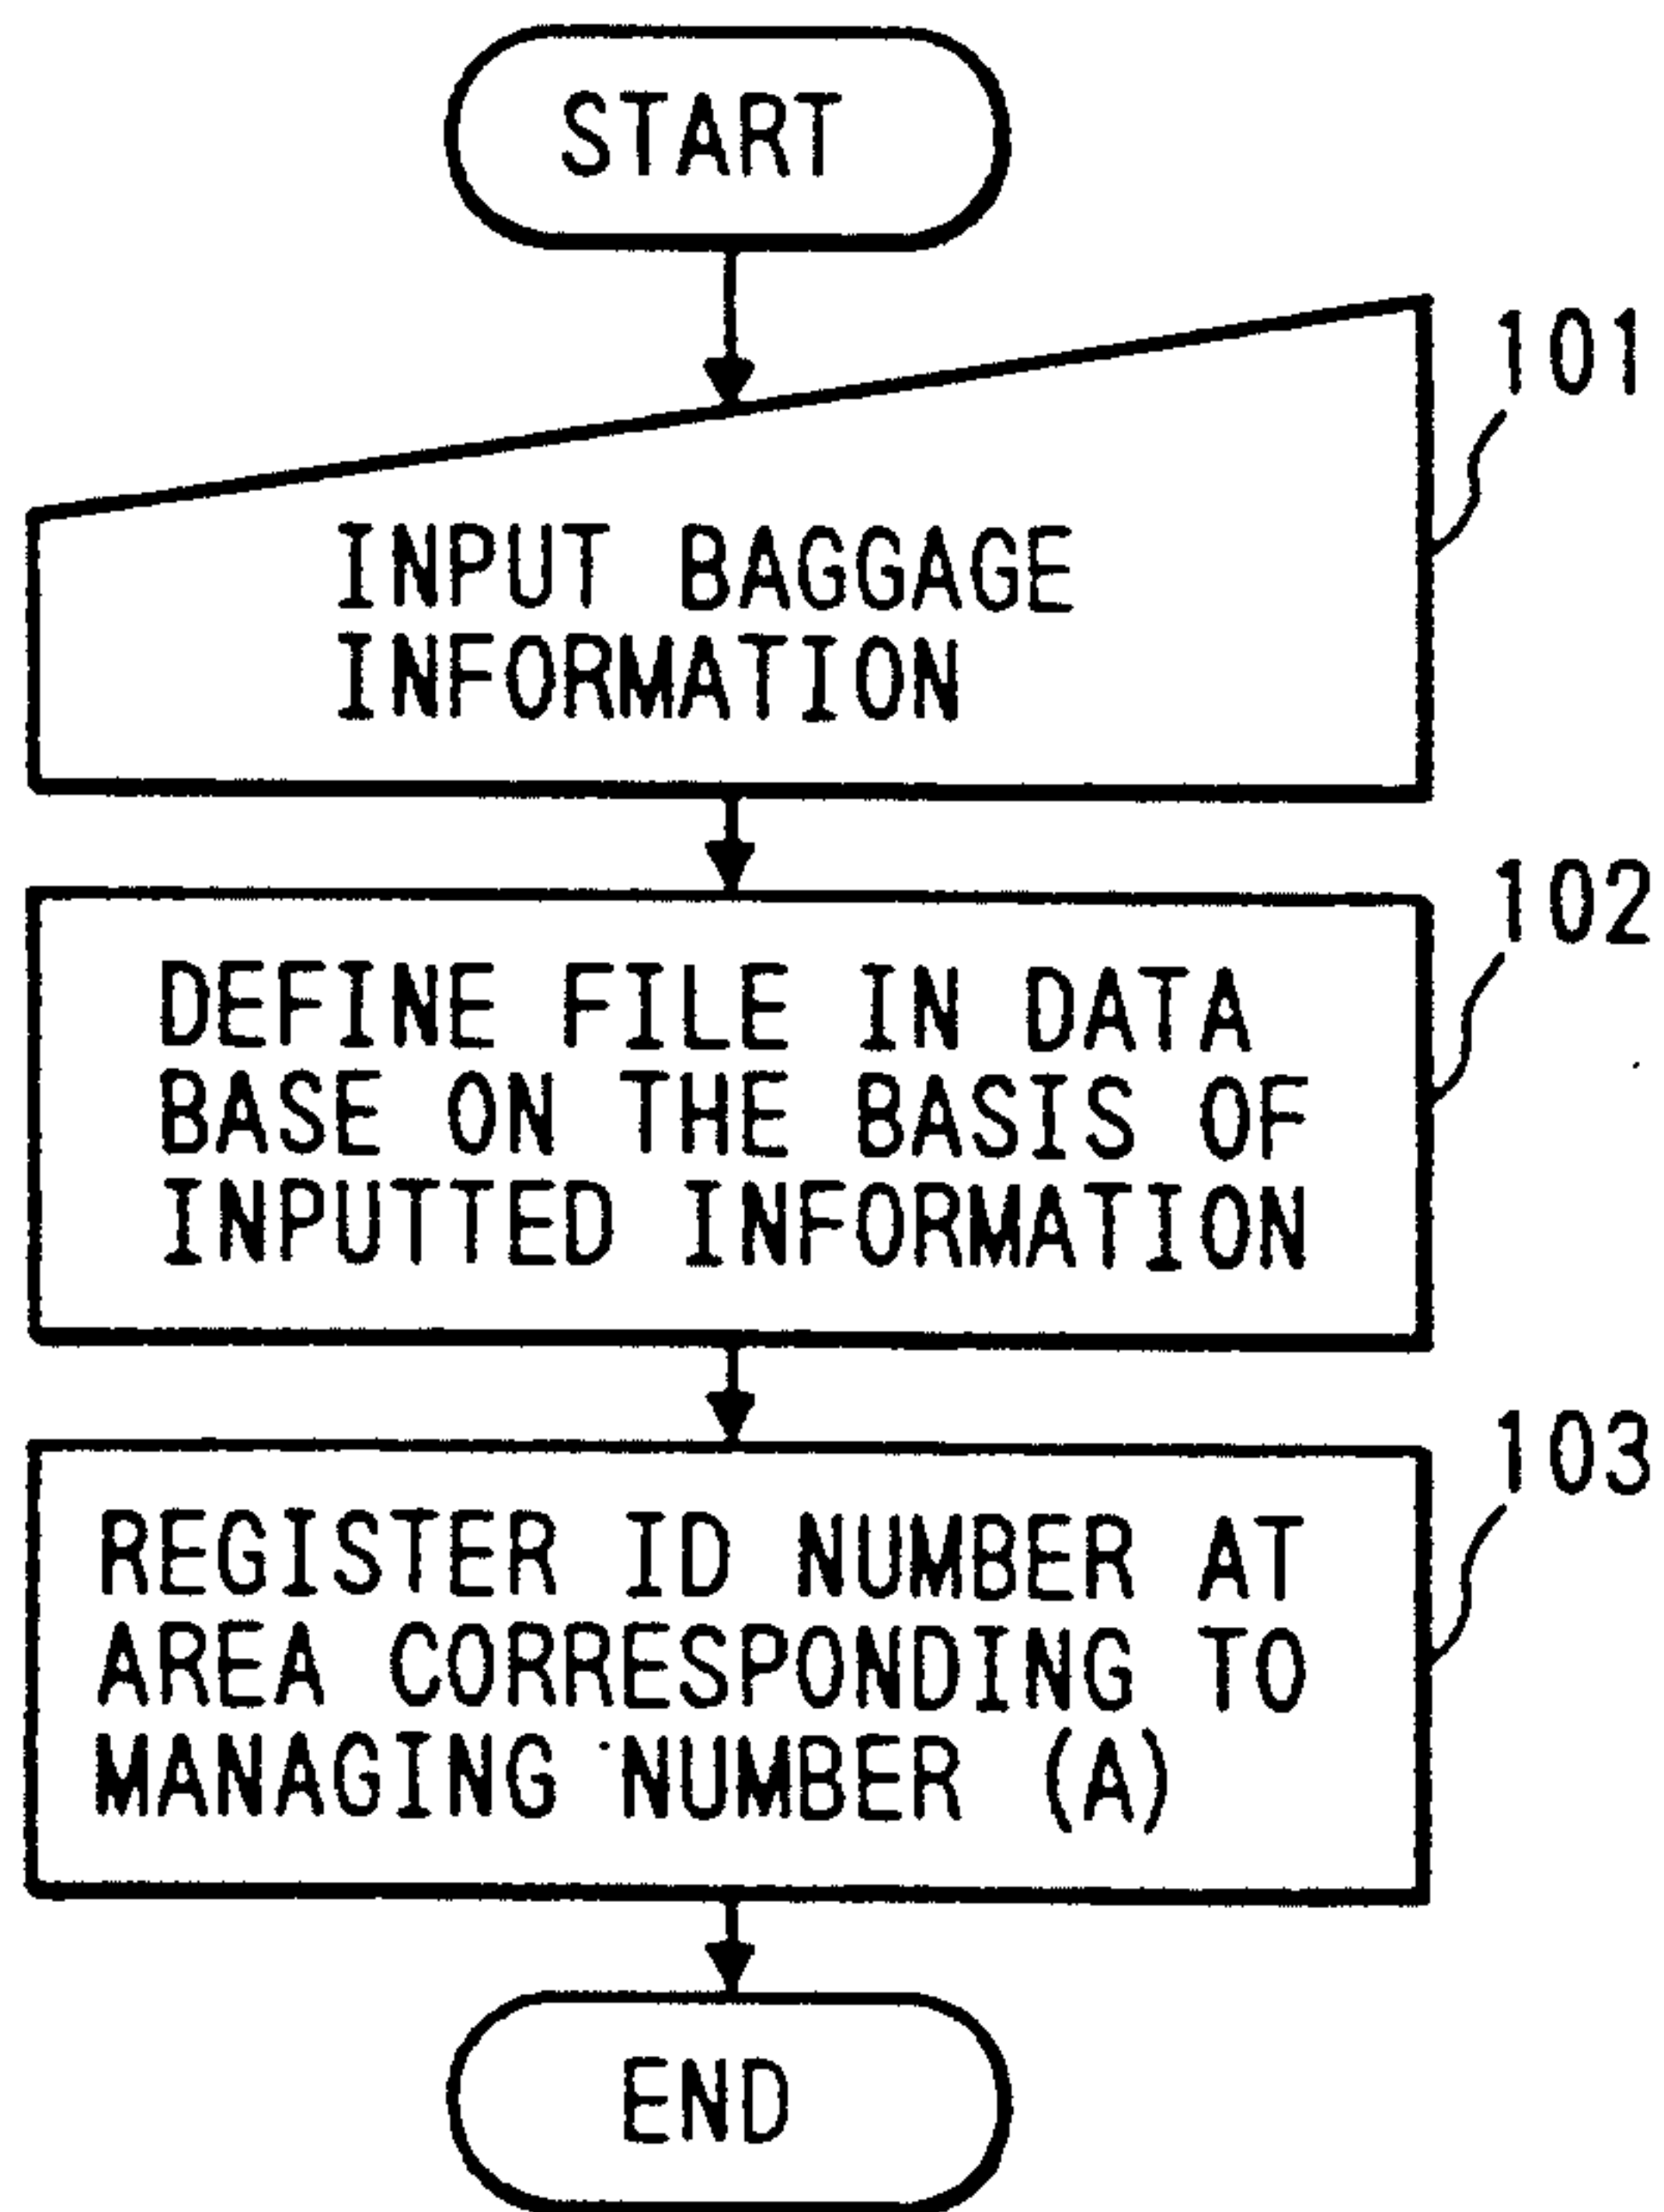 START
101
INPUT BAGGAGE
INFORMATION
102
DEFINE FILE IN DATA
BASE ON THE BASIS OF
INPUTTED INFORMATION
103
REGISTER ID NUMBER AT
AREA CORRESPONDING TO
MANAGING NUMBER (A)
END